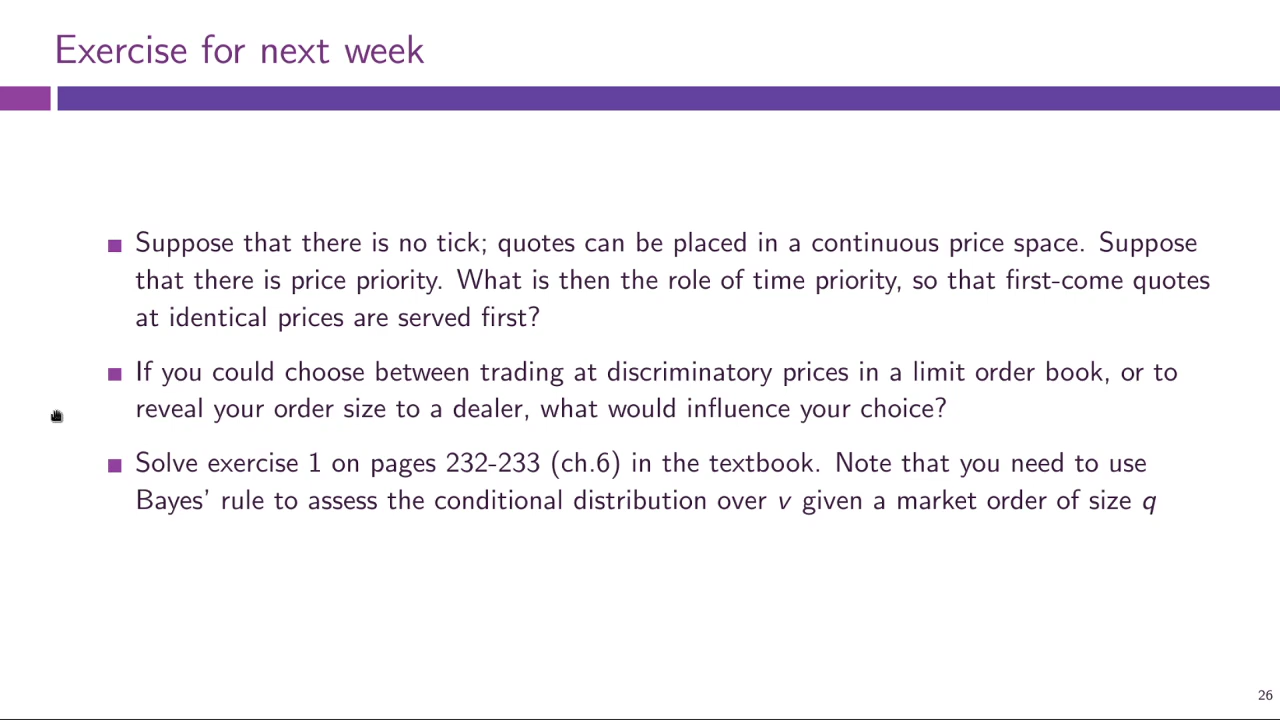 Exercise for next week
Suppose that there is no tick; quotes can be placed in a continuous price space. Suppose
that there is price priority. What is then the role of time priority, so that first-come quotes
at identical prices are served first?
If you could choose between trading at discriminatory prices in a limit order book, or to
reveal your order size to a dealer, what would influence your choice?
Solve exercise 1 on pages 232-233 (ch.6) in the textbook. Note that you need to use
Bayes' rule to assess the conditional distribution over v given a market order of size q
26